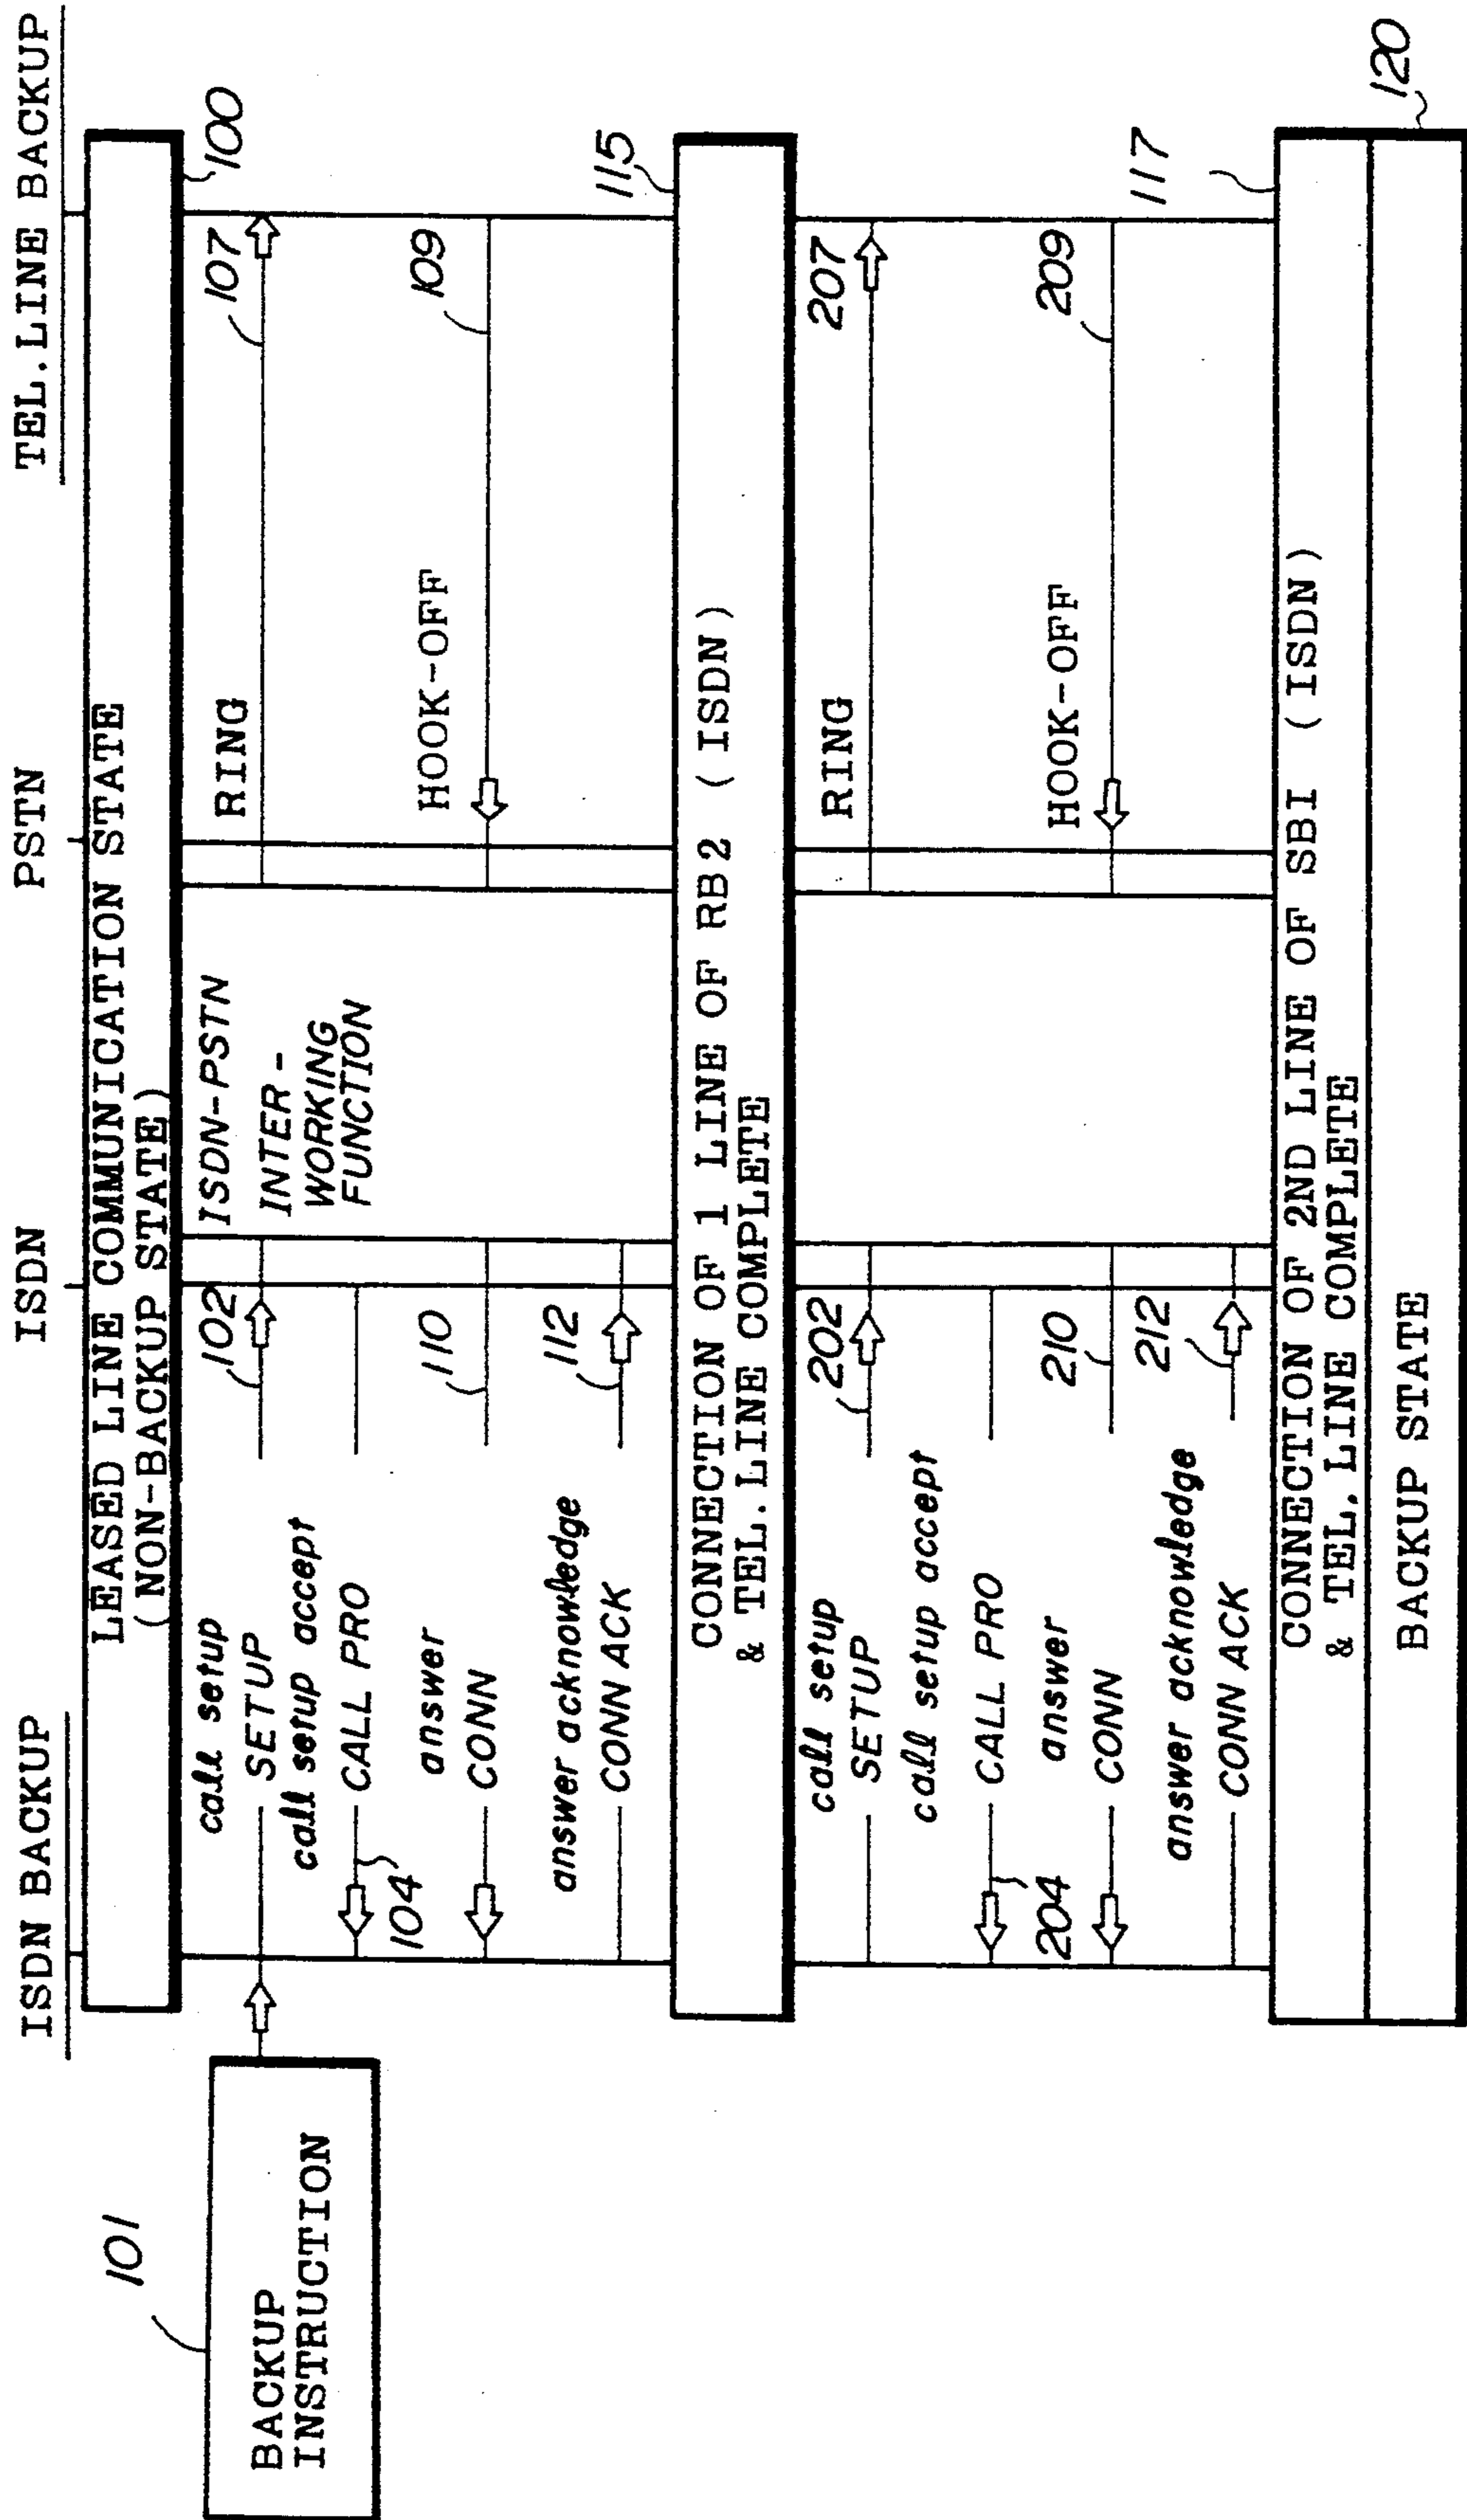 ISDN BACKUP
ISDN
PSTN
TEL.LINE BACKUP
LEASED LINE COMMUNICATION STATE
(NON-BACKUP STATE)
100
101
BACKUP
INSTRUCTION
call setup
SETUP
102
ISDN-PSTN
INTER-
WORKING
FUNCTION
RING
107
call setup accept
CALL PRO
104
answer
CONN
110
HOOK-OFF
109
answer acknowledge
CONN ACK
112
115
CONNECTION OF 1 LINE OF RB2 (ISDN)
& TEL.LINE COMPLETE
call setup
SETUP
202
RING
207
call setup accept
CALL PRO
204
answer
CONN
210
HOOK-OFF
209
answer acknowledge
CONN ACK
212
117
CONNECTION OF 2ND LINE OF SBI (ISDN)
& TEL. LINE COMPLETE
BACKUP STATE
120